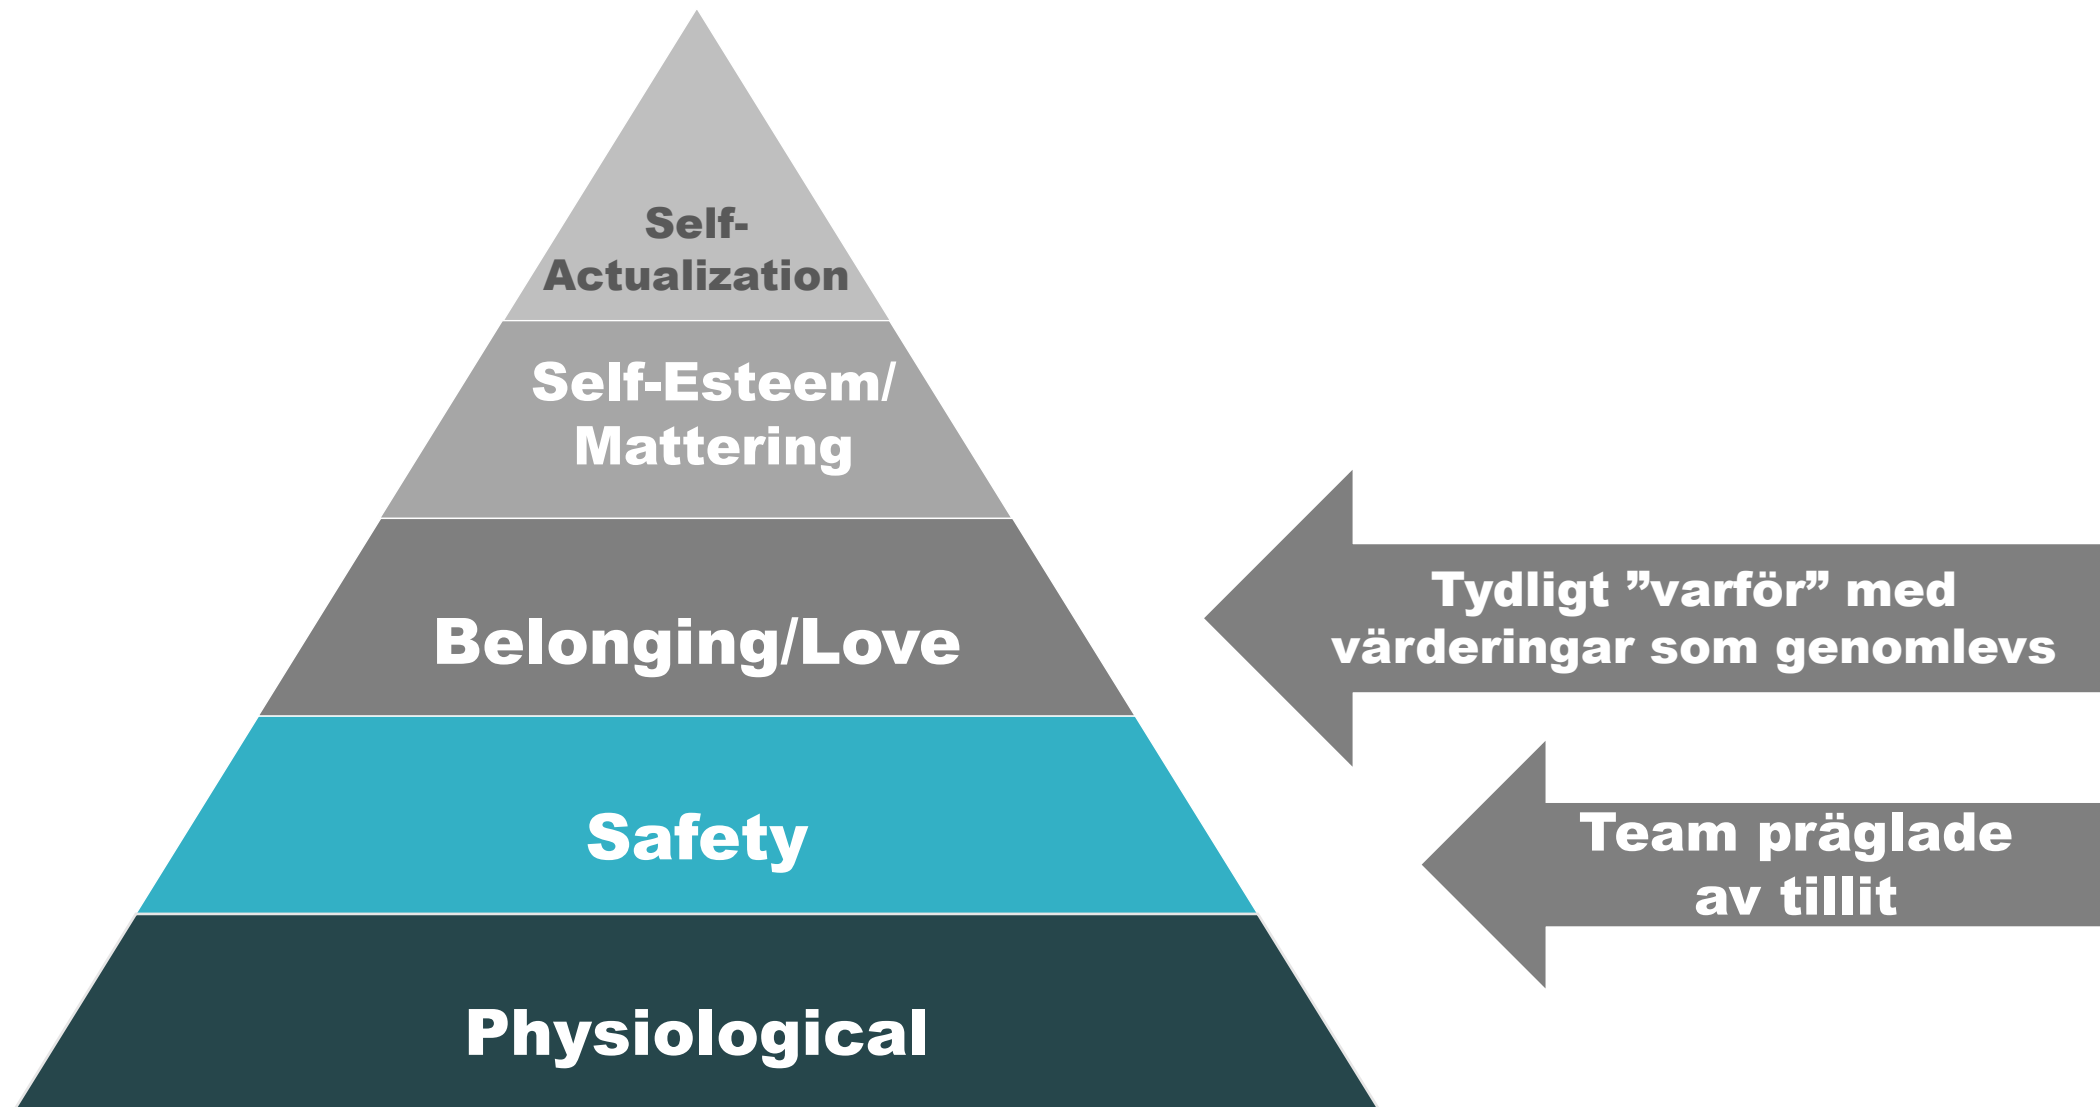 Self-
Actualization
Self-Esteem/
Mattering
Belonging/Love
Tydligt ”varför” med
värderingar som genomlevs
Safety
Team präglade
av tillit
Physiological